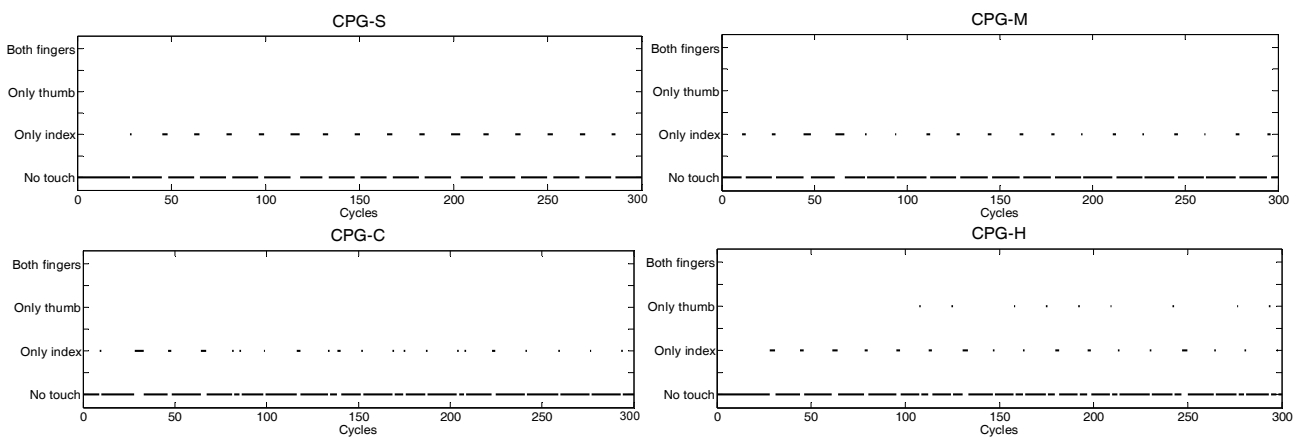 CPG-S
Both fingers
Only thumb
Only index
No touch
0 50 100 150 200 250 300
Cycles
CPG-M
Both fingers
Only thumb
Only index
No touch
0 50 100 150 200 250 300
Cycles
CPG-C
Both fingers
Only thumb
Only index
No touch
0 50 100 150 200 250 300
Cycles
CPG-H
Both fingers
Only thumb
Only index
No touch
0 50 100 150 200 250 300
Cycles